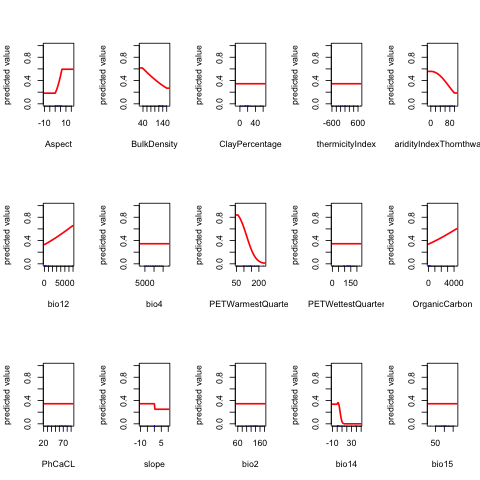 predicted value predicted value predicted value predicted value predicted value
0.0 0.4 0.8 0.0 0.4 0.8 0.0 0.4 0.8 0.0 0.4 0.8 0.0 0.4 0.8
-10 10 40 140 0 40 -600 600 0 80
Aspect BulkDensity ClayPercentage thermicityIndex aridityIndexThornthwa
predicted value predicted value predicted value predicted value predicted value
0.0 0.4 0.8 0.0 0.4 0.8 0.0 0.4 0.8 0.0 0.4 0.8 0.0 0.4 0.8
0 5000 5000 50 200 0 150 0 4000
bio12 bio4 PETWarmestQuarte PETWettestQuarter OrganicCarbon
predicted value predicted value predicted value predicted value predicted value
0.0 0.4 0.8 0.0 0.4 0.8 0.0 0.4 0.8 0.0 0.4 0.8 0.0 0.4 0.8
20 70 -10 5 60 160 -10 30 50
PhCaCL slope bio2 bio14 bio15